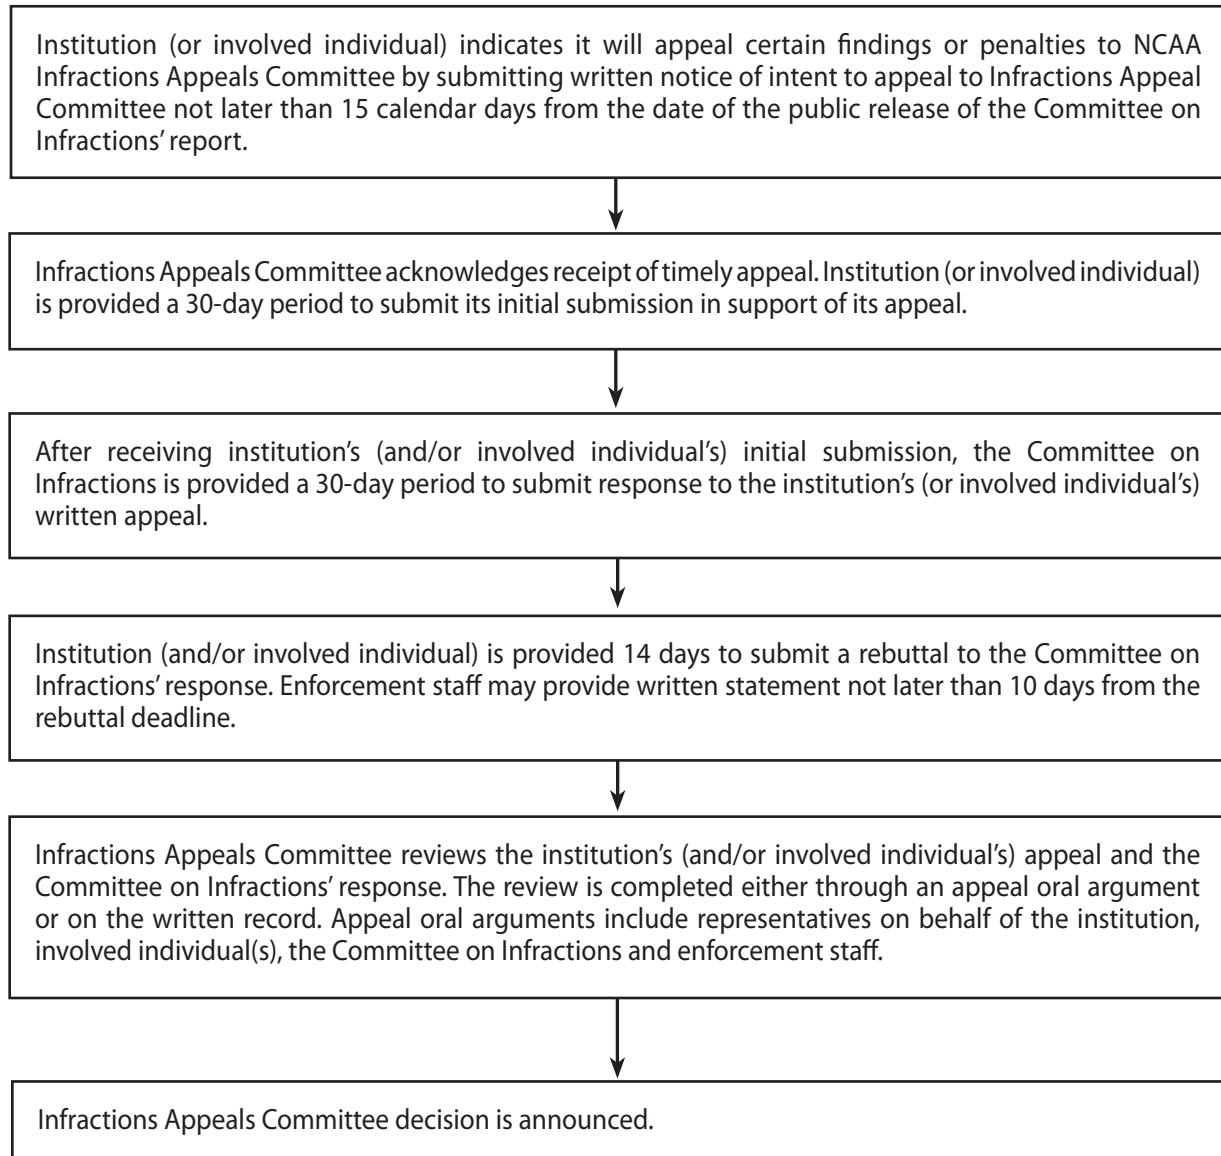 Institution (or involved individual) indicates it will appeal certain findings or penalties to NCAA
Infractions Appeals Committee by submitting written notice of intent to appeal to Infractions Appeal
Committee not later than 15 calendar days from the date of the public release of the Committee on
Infractions’ report.
Infractions Appeals Committee acknowledges receipt of timely appeal. Institution (or involved individual)
is provided a 30-day period to submit its initial submission in support of its appeal.
After receiving institution’s (and/or involved individual’s) initial submission, the Committee on
Infractions is provided a 30-day period to submit response to the institution’s (or involved individual’s)
written appeal.
Institution (and/or involved individual) is provided 14 days to submit a rebuttal to the Committee on
Infractions’ response. Enforcement staff may provide written statement not later than 10 days from the
rebuttal deadline.
Infractions Appeals Committee reviews the institution’s (and/or involved individual’s) appeal and the
Committee on Infractions’ response. The review is completed either through an appeal oral argument
or on the written record. Appeal oral arguments include representatives on behalf of the institution,
involved individual(s), the Committee on Infractions and enforcement staff.
Infractions Appeals Committee decision is announced.